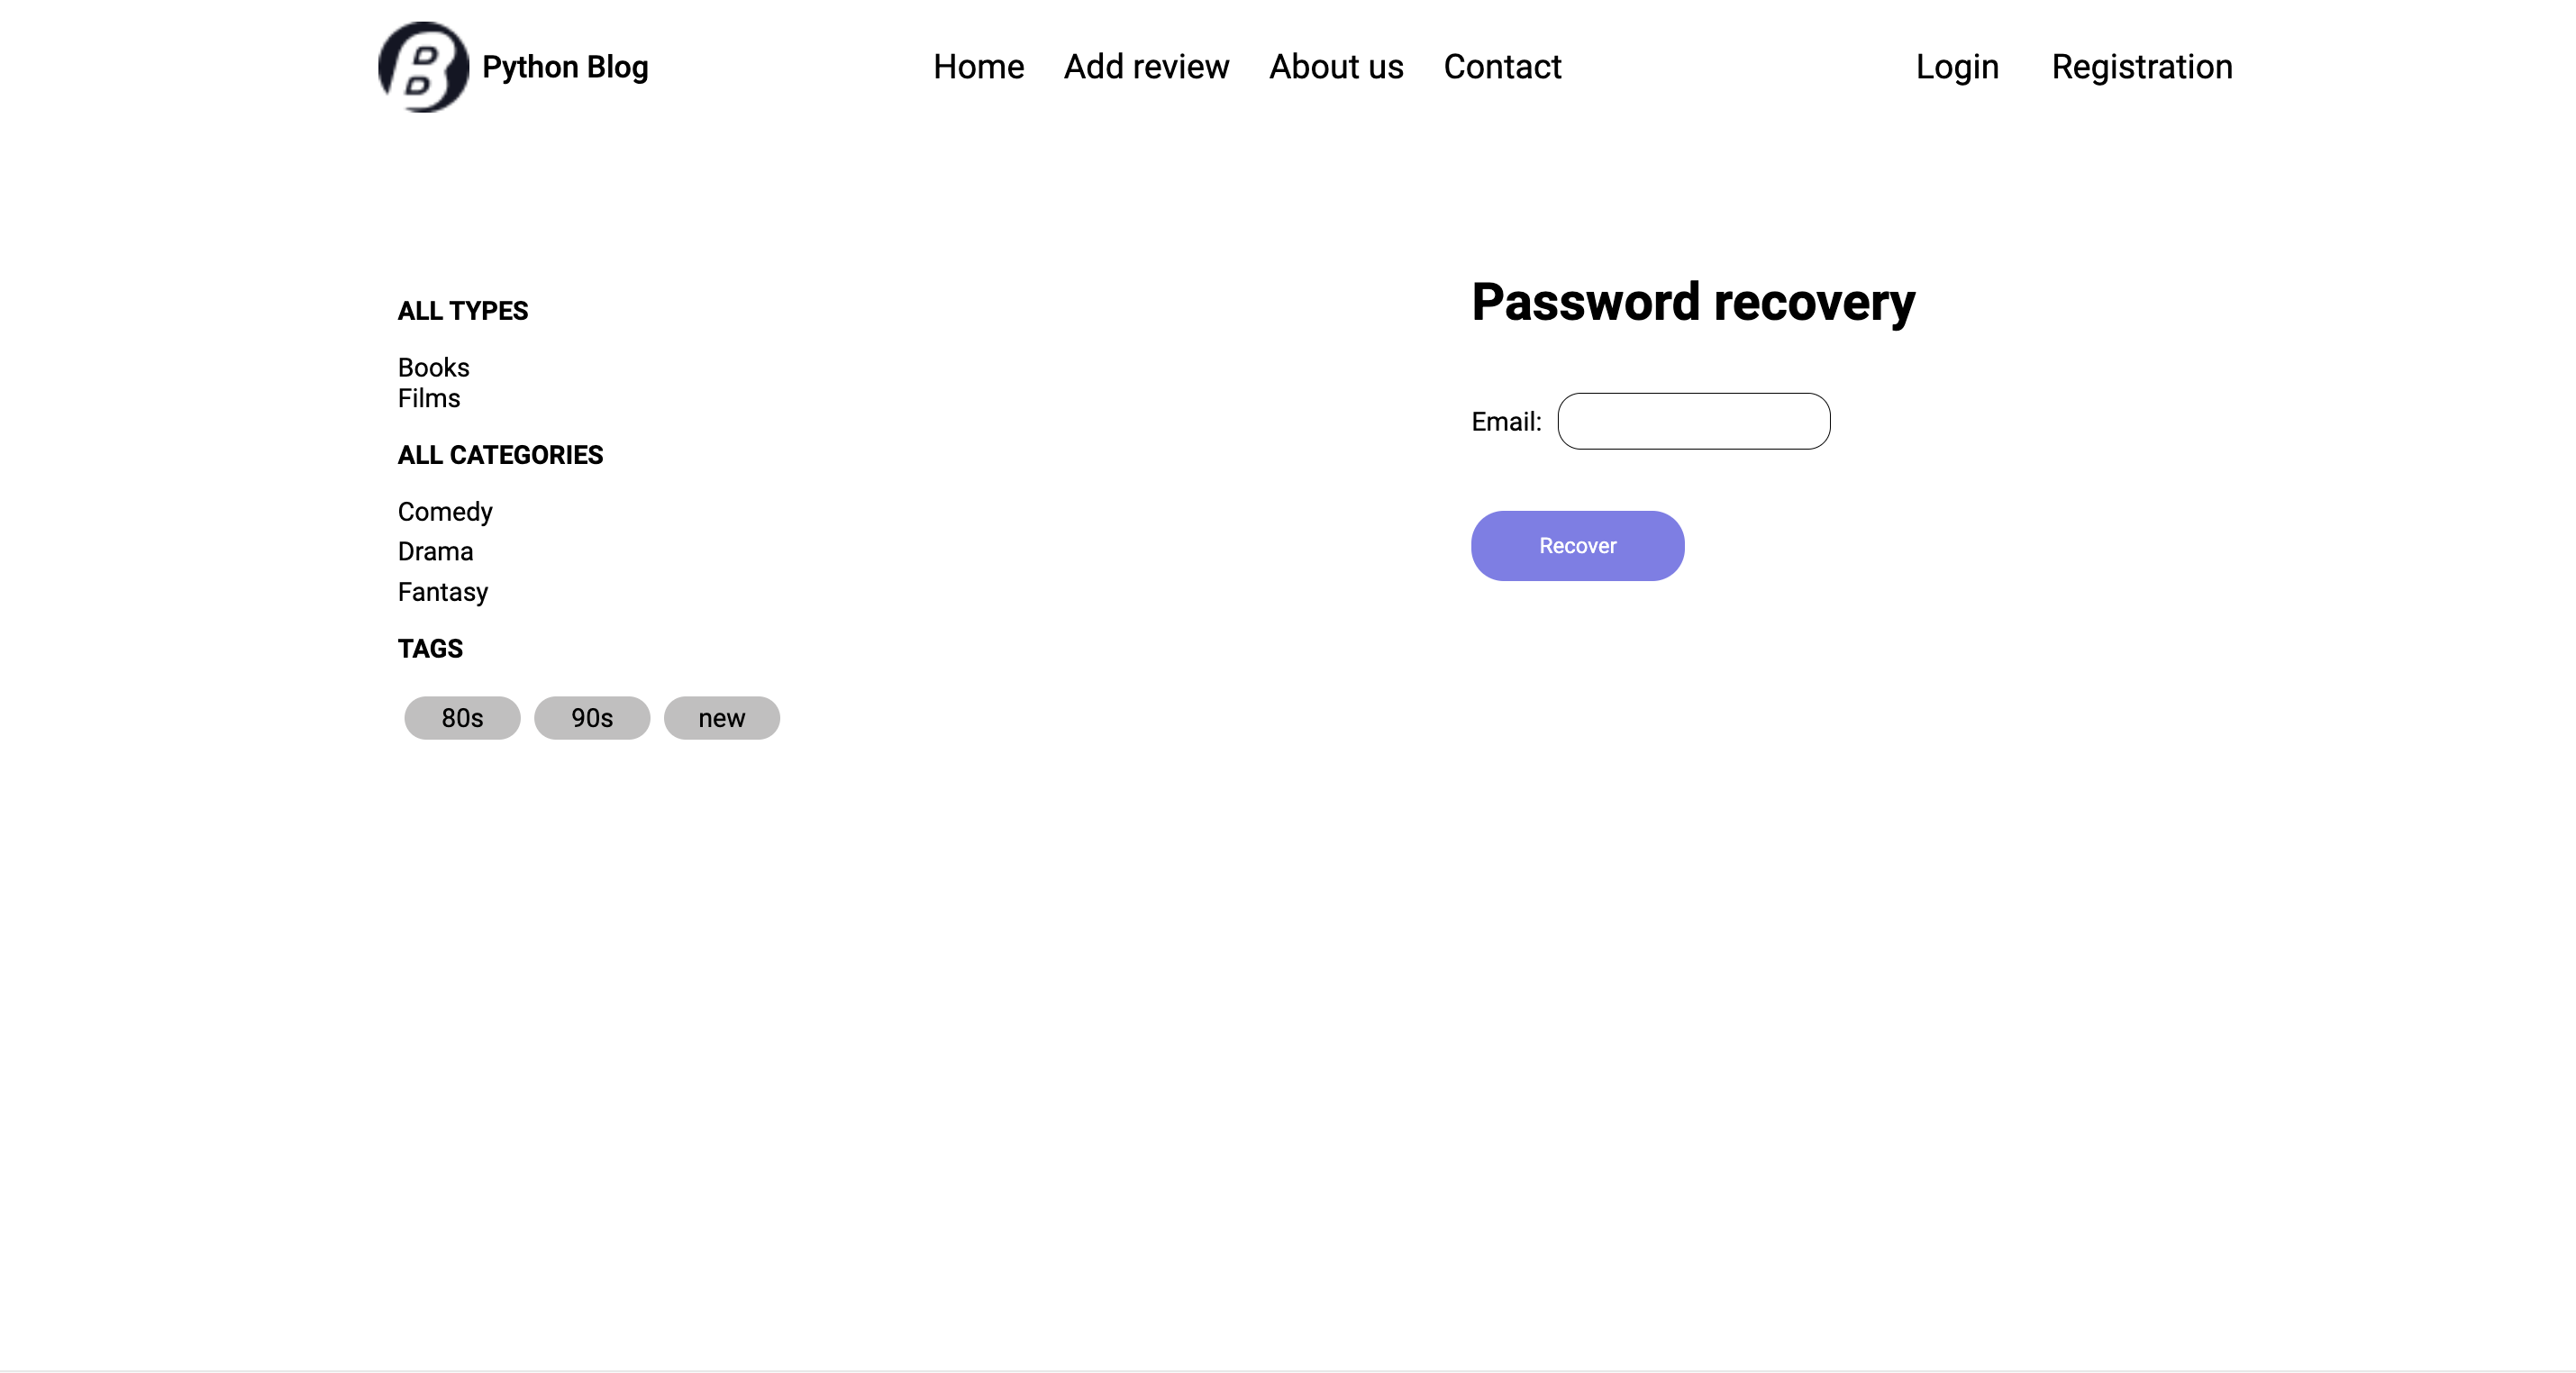 Python Blog
Home Add review About us Contact
Login Registration
ALL TYPES
Books
Films
ALL CATEGORIES
Comedy
Drama
Fantasy
TAGS
80s 90s new
Password recovery
Email:
Recover